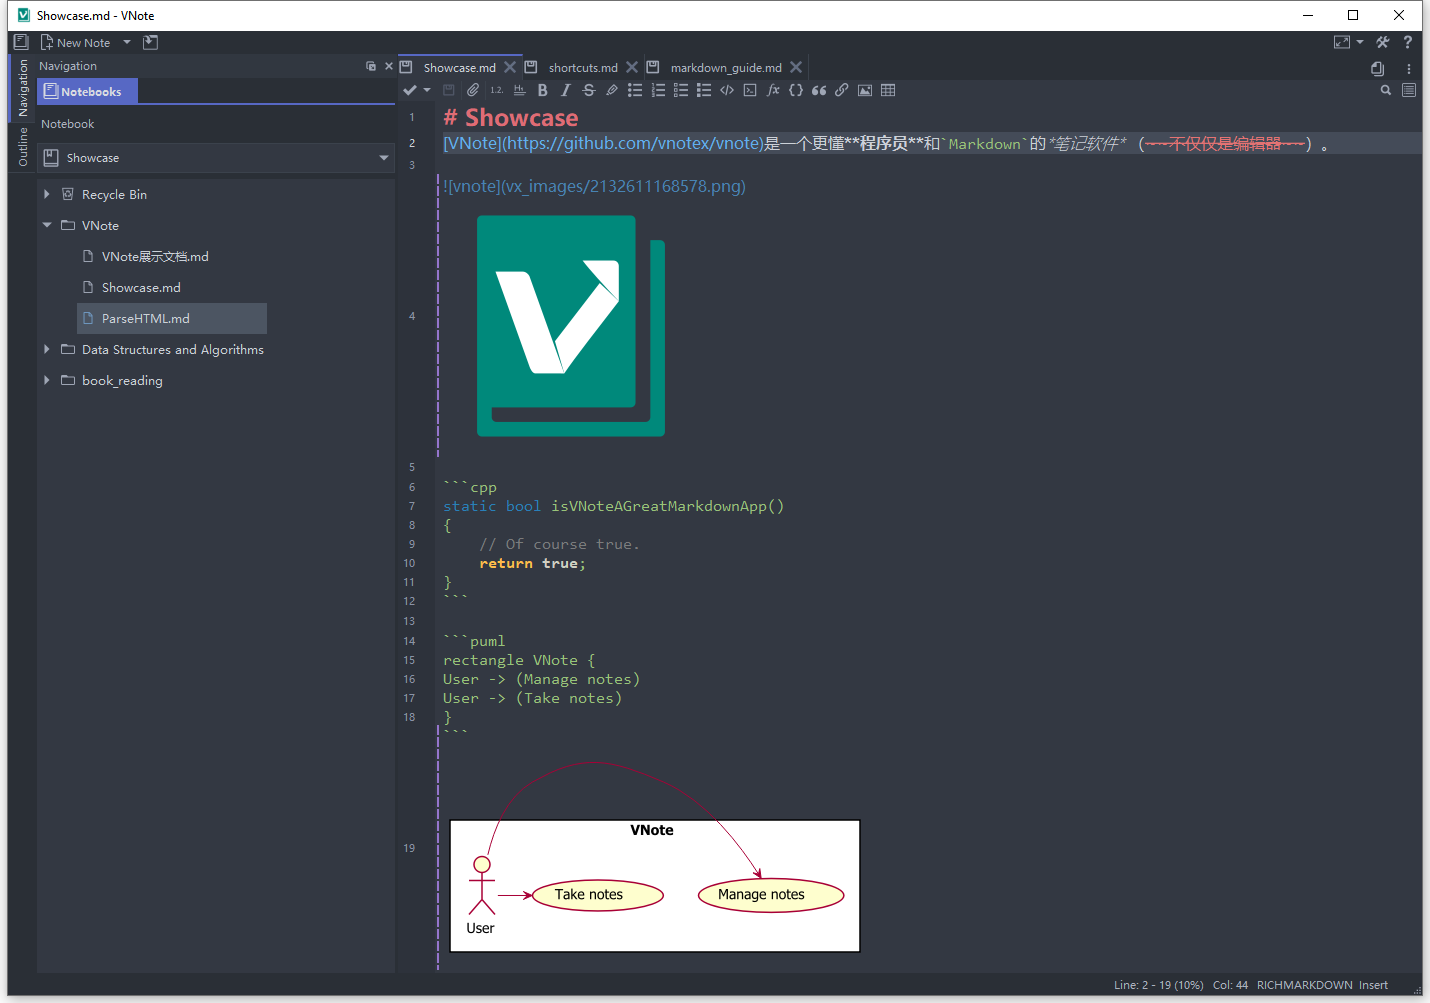 Showcase.md - VNote
New Note
Navigation
Outline
Navigation
Notebooks
Notebook
Showcase
Recycle Bin
VNote
VNote展示文档.md
Showcase.md
ParseHTML.md
Data Structures and Algorithms
book_reading
Showcase.md
shortcuts.md
markdown_guide.md
1 # Showcase
2 [VNote](https://github.com/vnotex/vnote)是一个更懂**程序员**和`Markdown`的*笔记软件*（~~不仅仅是编辑器~~）。
3
4 ![vnote](vx_images/2132611168578.png)
5
6 ```cpp
7 static bool isVNoteAGreatMarkdownApp()
8 {
9 // Of course true.
10 return true;
11 }
12 ```
13
14 ```puml
15 rectangle VNote {
16 User -> (Manage notes)
17 User -> (Take notes)
18 }
19 ```
VNote
Take notes
Manage notes
User
Line: 2 - 19 (10%) Col: 44 RICHMARKDOWN Insert